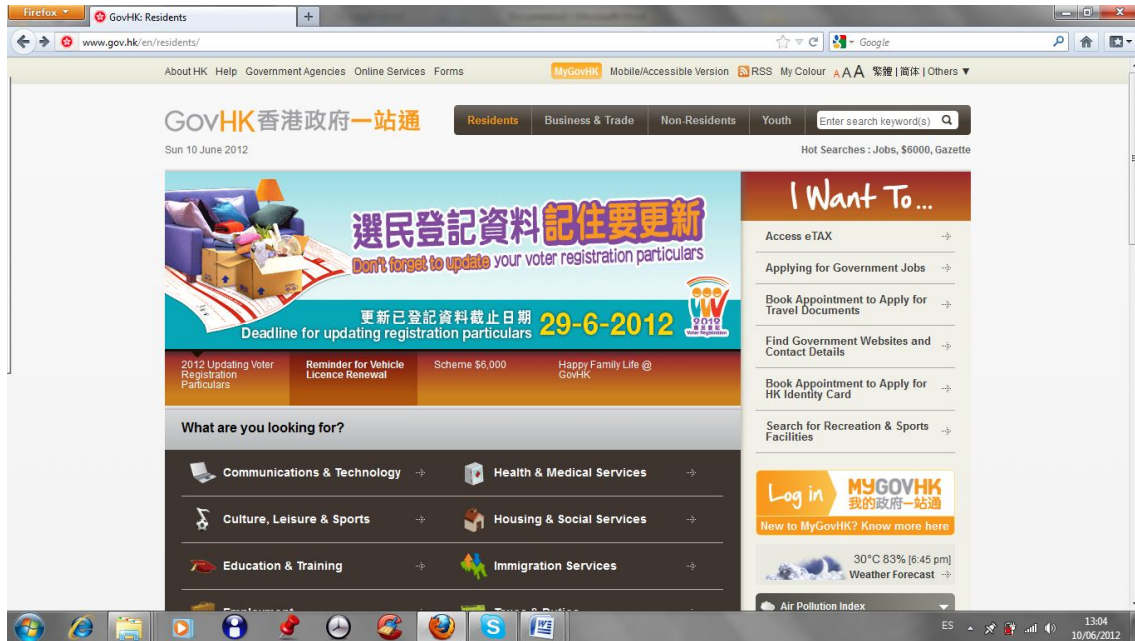 Firefox
GovHK: Residents
www.gov.hk/en/residents/
Google
About HK Help Government Agencies Online Services Forms
MyGovHK Mobile/Accessible Version RSS My Colour A A A 繁體 | 简体 | Others ▼
GovHK香港政府一站通
Residents Business & Trade Non-Residents Youth Enter search keyword(s)
Sun 10 June 2012
Hot Searches : Jobs, $6000, Gazette
選民登記資料記住要更新
Don't forget to update your voter registration particulars
更新已登記資料截止日期
Deadline for updating registration particulars 29-6-2012
2012
選民登記
Voter Registration
2012 Updating Voter
Registration
Particulars
Reminder for Vehicle
Licence Renewal
Scheme $6,000
Happy Family Life @
GovHK
What are you looking for?
Communications & Technology
Health & Medical Services
Culture, Leisure & Sports
Housing & Social Services
Education & Training
Immigration Services
Employment
Taxes & Duties
I Want To...
Access eTAX
Applying for Government Jobs
Book Appointment to Apply for
Travel Documents
Find Government Websites and
Contact Details
Book Appointment to Apply for
HK Identity Card
Search for Recreation & Sports
Facilities
Log in MYGOVHK
我的政府一站通
New to MyGovHK? Know more here
30°C 83% [6:45 pm]
Weather Forecast
Air Pollution Index
ES
13:04
10/06/2012